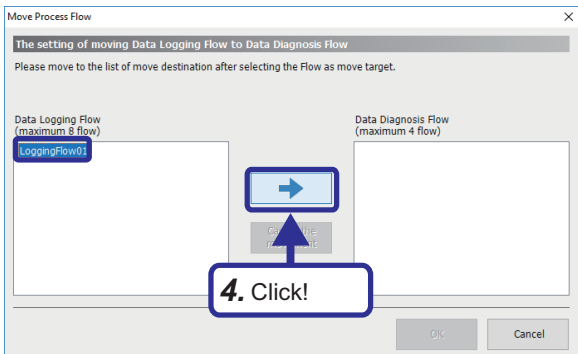 Move Process Flow
The setting of moving Data Logging Flow to Data Diagnosis Flow
Please move to the list of move destination after selecting the Flow as move target.
Data Logging Flow
(maximum 8 flow)
Data Diagnosis Flow
(maximum 4 flow)
LoggingFlow01
4. Click!
OK
Cancel